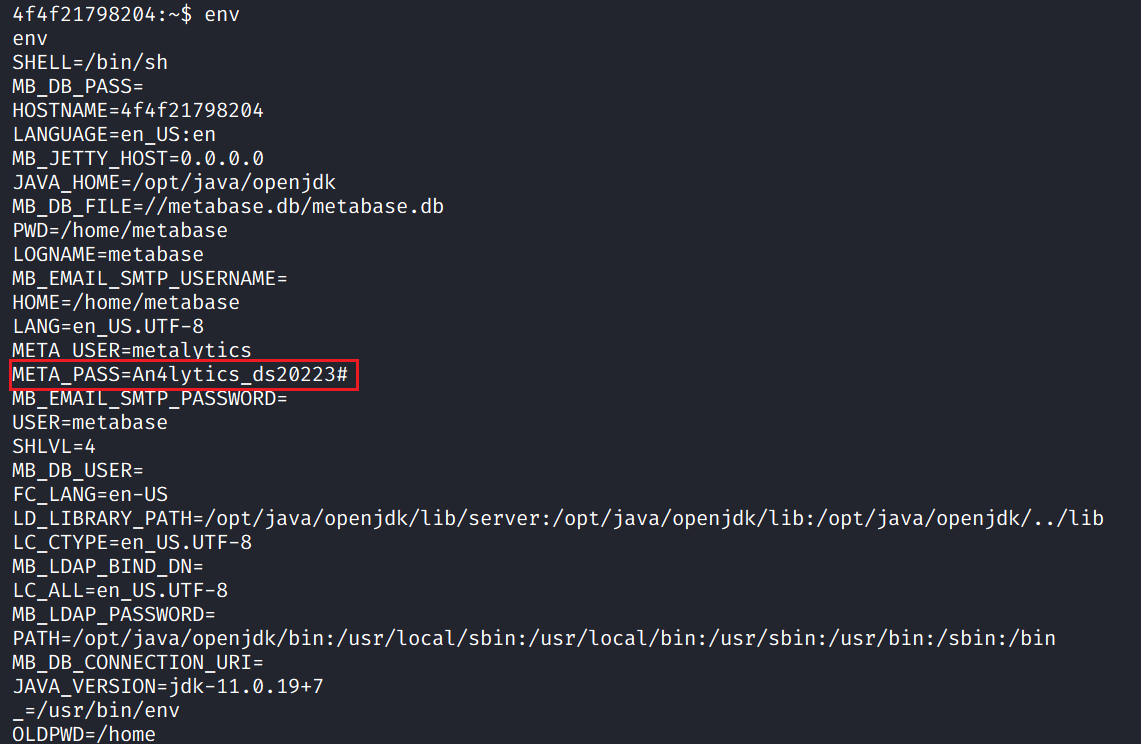 4f4f21798204:~$ env
env
SHELL=/bin/sh
MB_DB_PASS=
HOSTNAME=4f4f21798204
LANGUAGE=en_US:en
MB_JETTY_HOST=0.0.0.0
JAVA_HOME=/opt/java/openjdk
MB_DB_FILE=//metabase.db/metabase.db
PWD=/home/metabase
LOGNAME=metabase
MB_EMAIL_SMTP_USERNAME=
HOME=/home/metabase
LANG=en_US.UTF-8
META_USER=metalytics
META_PASS=An4lytics_ds20223#
MB_EMAIL_SMTP_PASSWORD=
USER=metabase
SHLVL=4
MB_DB_USER=
FC_LANG=en-US
LD_LIBRARY_PATH=/opt/java/openjdk/lib/server:/opt/java/openjdk/lib:/opt/java/openjdk/../lib
LC_CTYPE=en_US.UTF-8
MB_LDAP_BIND_DN=
LC_ALL=en_US.UTF-8
MB_LDAP_PASSWORD=
PATH=/opt/java/openjdk/bin:/usr/local/sbin:/usr/local/bin:/usr/sbin:/usr/bin:/sbin:/bin
MB_DB_CONNECTION_URI=
JAVA_VERSION=jdk-11.0.19+7
_=/usr/bin/env
OLDPWD=/home